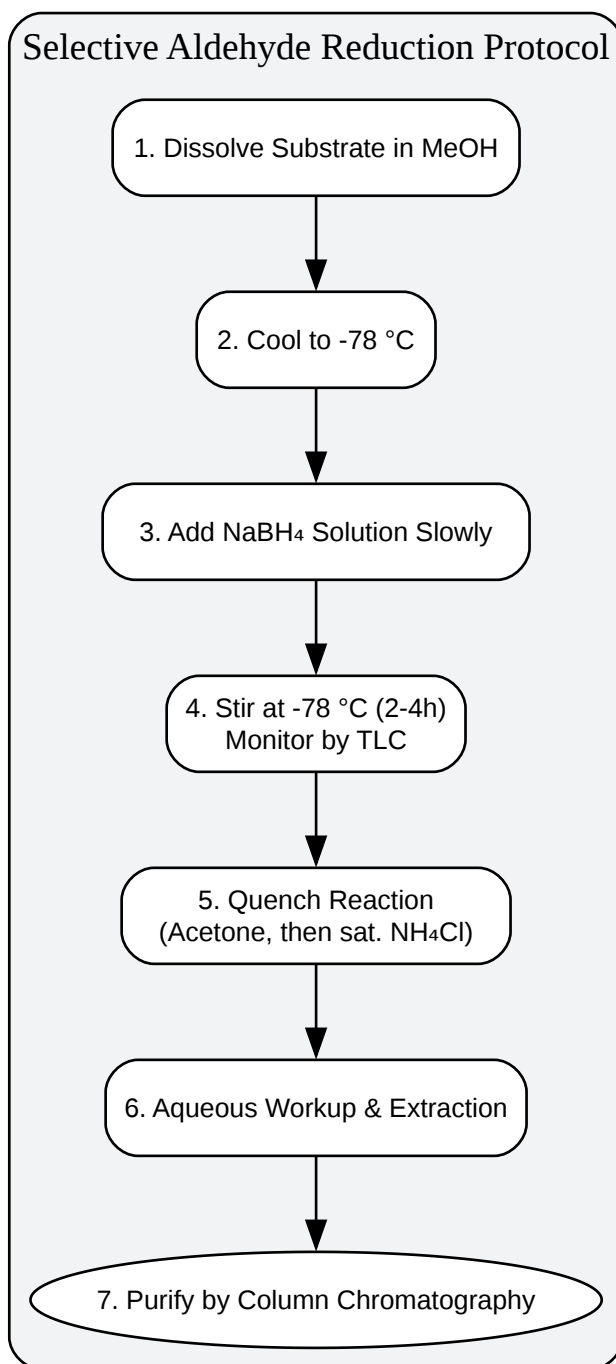 Selective Aldehyde Reduction Protocol
1. Dissolve Substrate in MeOH
2. Cool to -78 °C
3. Add NaBH₄ Solution Slowly
4. Stir at -78 °C (2-4h)
Monitor by TLC
5. Quench Reaction
(Acetone, then sat. NH₄Cl)
6. Aqueous Workup & Extraction
7. Purify by Column Chromatography